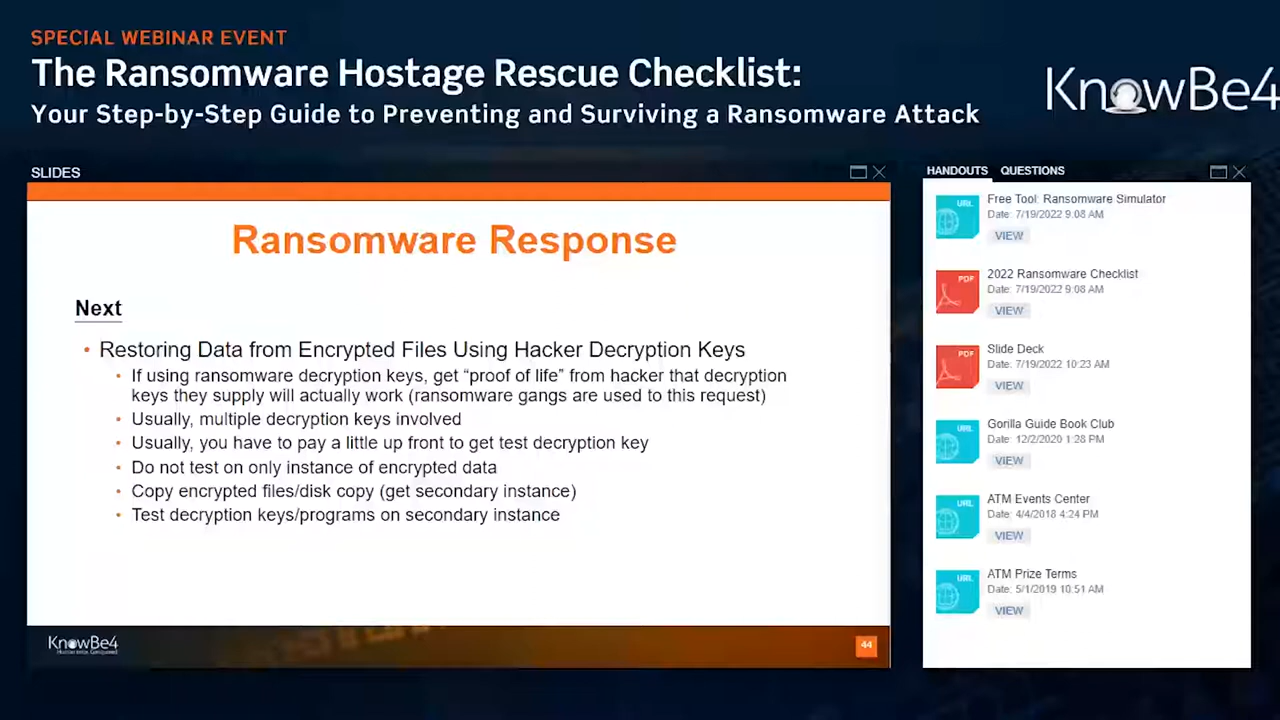 SPECIAL WEBINAR EVENT
The Ransomware Hostage Rescue Checklist:
Your Step-by-Step Guide to Preventing and Surviving a Ransomware Attack
KnowBe4
SLIDES
Ransomware Response
Next
• Restoring Data from Encrypted Files Using Hacker Decryption Keys
• If using ransomware decryption keys, get “proof of life” from hacker that decryption
keys they supply will actually work (ransomware gangs are used to this request)
• Usually, multiple decryption keys involved
• Usually, you have to pay a little up front to get test decryption key
• Do not test on only instance of encrypted data
• Copy encrypted files/disk copy (get secondary instance)
• Test decryption keys/programs on secondary instance
KnowBe4
44
HANDOUTS QUESTIONS
URL
Free Tool: Ransomware Simulator
Date: 7/19/2022 9:08 AM
VIEW
PDF
2022 Ransomware Checklist
Date: 7/19/2022 9:08 AM
VIEW
PDF
Slide Deck
Date: 7/19/2022 10:23 AM
VIEW
URL
Gorilla Guide Book Club
Date: 12/2/2020 1:28 PM
VIEW
URL
ATM Events Center
Date: 4/4/2018 4:24 PM
VIEW
URL
ATM Prize Terms
Date: 5/1/2019 10:51 AM
VIEW